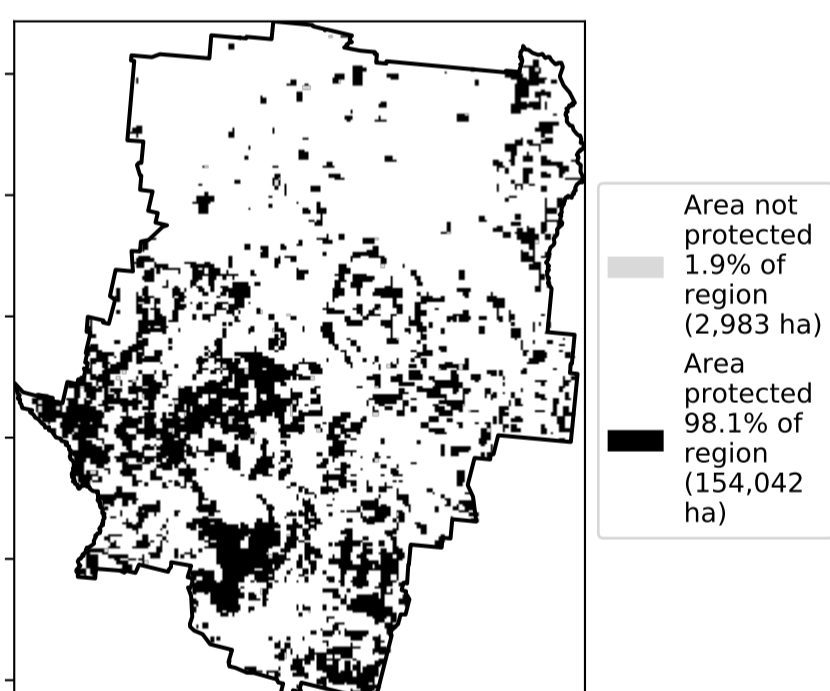 Area not
protected
1.9% of
region
(2,983 ha)
Area
protected
98.1% of
region
(154,042
ha)